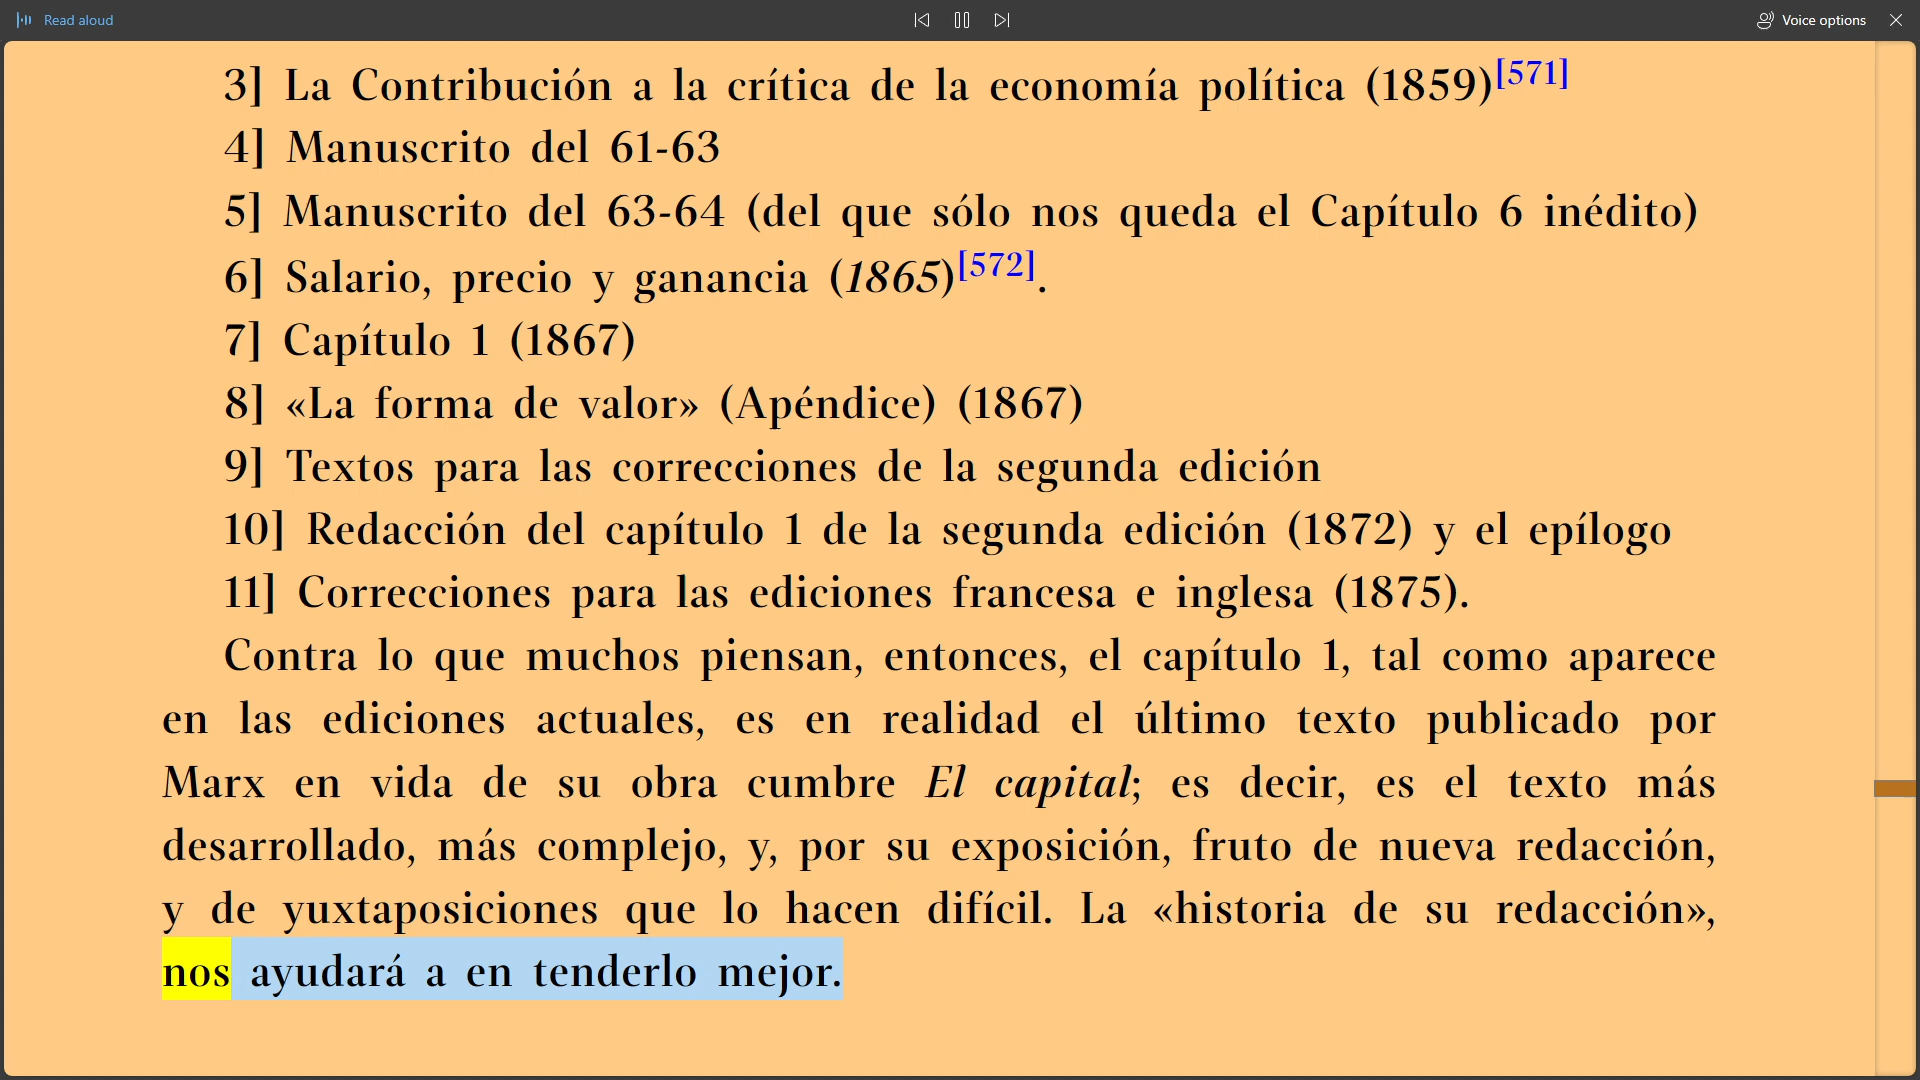 Read aloud
Voice options
3] La Contribución a la crítica de la economía política (1859)[571]
4] Manuscrito del 61-63
5] Manuscrito del 63-64 (del que sólo nos queda el Capítulo 6 inédito)
6] Salario, precio y ganancia (1865)[572].
7] Capítulo 1 (1867)
8] «La forma de valor» (Apéndice) (1867)
9] Textos para las correcciones de la segunda edición
10] Redacción del capítulo 1 de la segunda edición (1872) y el epílogo
11] Correcciones para las ediciones francesa e inglesa (1875).
Contra lo que muchos piensan, entonces, el capítulo 1, tal como aparece
en las ediciones actuales, es en realidad el último texto publicado por
Marx en vida de su obra cumbre El capital; es decir, es el texto más
desarrollado, más complejo, y, por su exposición, fruto de nueva redacción,
y de yuxtaposiciones que lo hacen difícil. La «historia de su redacción»,
nos ayudará a en tenderlo mejor.